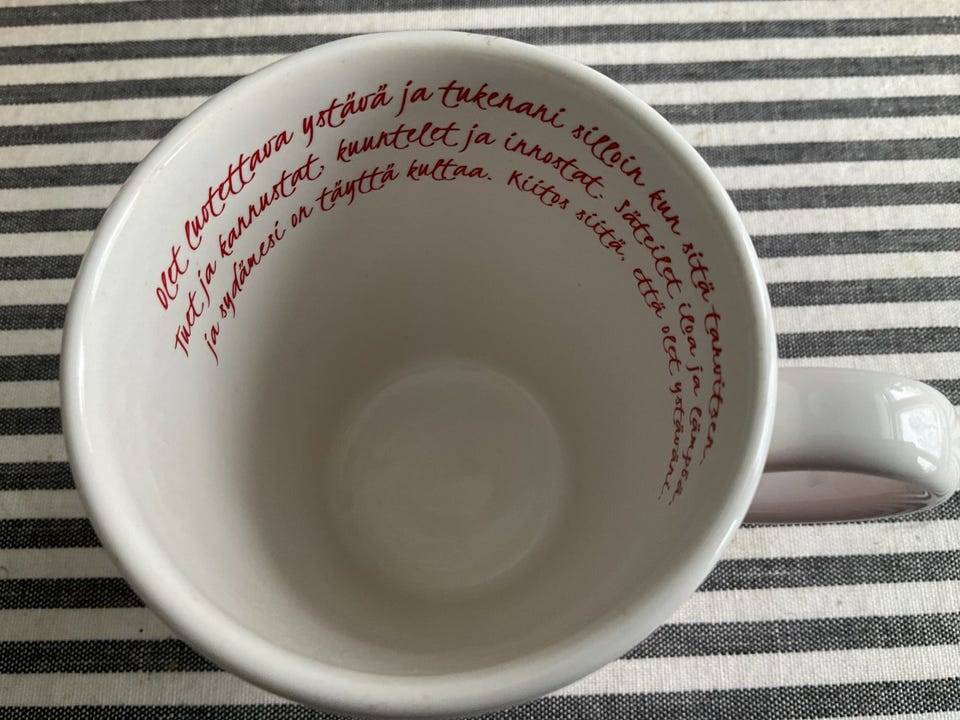 Olet luotettava ystävä ja tukenani silloin kun sitä tarvitsen.
Tuet ja kannustat, kuuntelet ja innostat. Säteilet iloa ja lämpöä
ja sydämesi on täyttä kultaa. Kiitos siitä, että olet ystäväni.